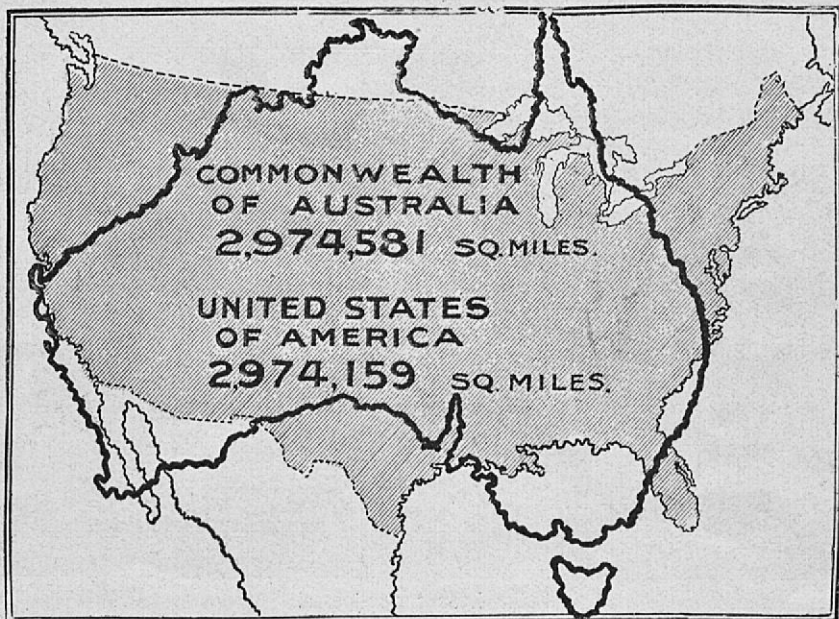 COMMONWEALTH
OF AUSTRALIA
2,974,581 SQ. MILES.
UNITED STATES
OF AMERICA
2,974,159 SQ. MILES.